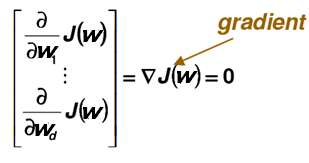 gradient
∂/∂w₁ J(w)
⋮ = ∇J(w) = 0
∂/∂w_d J(w)